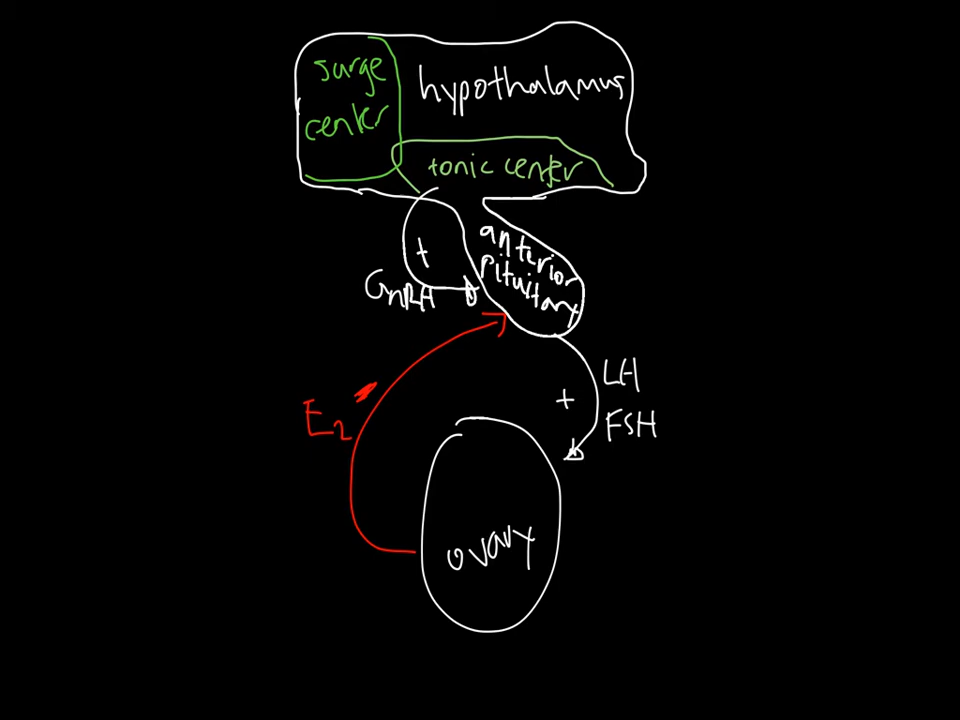 surge
center
hypothalamus
tonic center
anterior
pituitary
+
GnRH
LH
+
FSH
E2
ovary